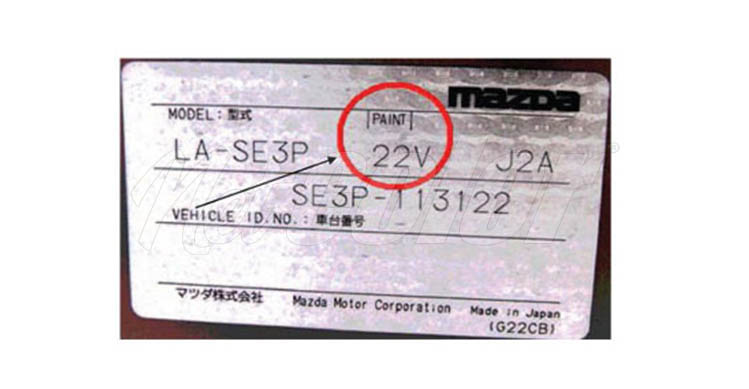 mazda
MODEL : 型式 |PAINT|
LA-SE3P 22V J2A
SE3P-113122
VEHICLE ID.NO. : 車台番号
マツダ株式会社 Mazda Motor Corporation Made in Japan
(G22CB)